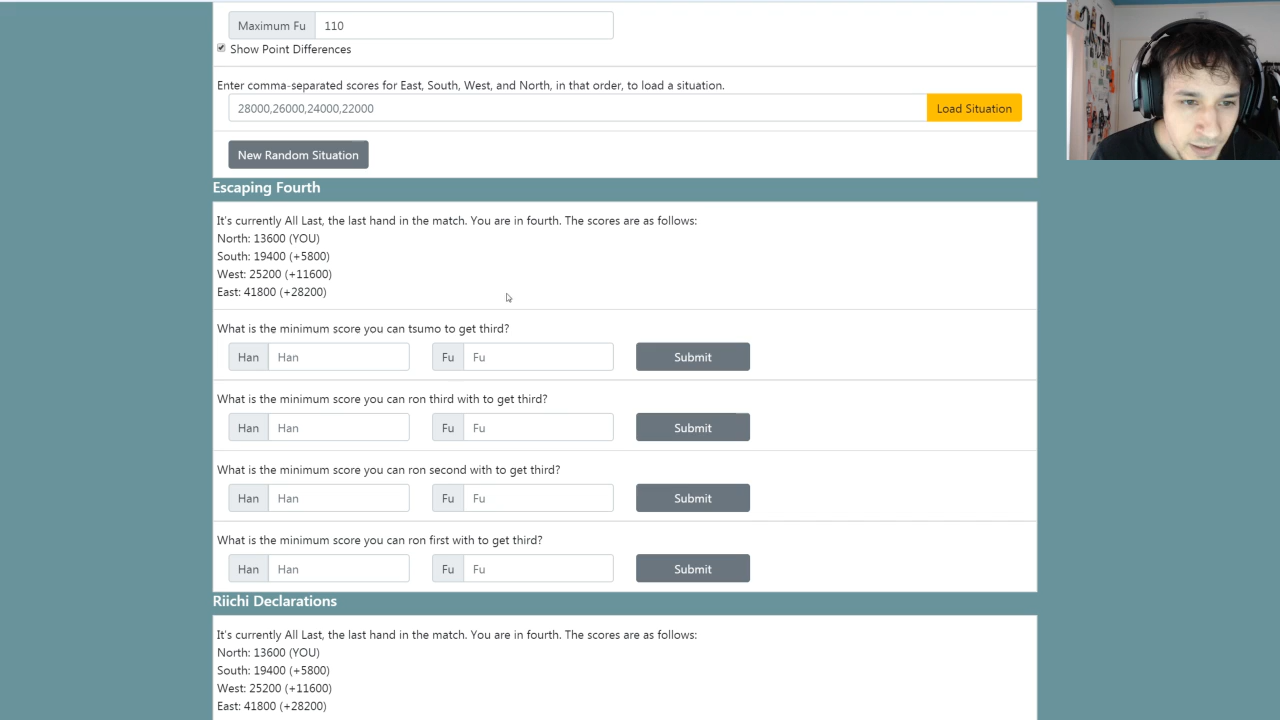 Maximum Fu 110
Show Point Differences
Enter comma-separated scores for East, South, West, and North, in that order, to load a situation.
28000,26000,24000,22000 Load Situation
New Random Situation
Escaping Fourth
It's currently All Last, the last hand in the match. You are in fourth. The scores are as follows:
North: 13600 (YOU)
South: 19400 (+5800)
West: 25200 (+11600)
East: 41800 (+28200)
What is the minimum score you can tsumo to get third?
Han Han Fu Fu Submit
What is the minimum score you can ron third with to get third?
Han Han Fu Fu Submit
What is the minimum score you can ron second with to get third?
Han Han Fu Fu Submit
What is the minimum score you can ron first with to get third?
Han Han Fu Fu Submit
Riichi Declarations
It's currently All Last, the last hand in the match. You are in fourth. The scores are as follows:
North: 13600 (YOU)
South: 19400 (+5800)
West: 25200 (+11600)
East: 41800 (+28200)